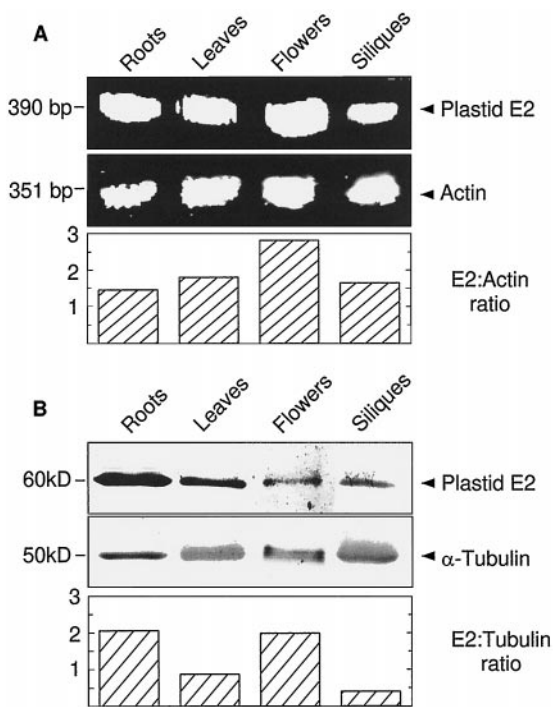 A
Roots Leaves Flowers Siliques
390 bp
Plastid E2
351 bp
Actin
3
2
1
E2:Actin
ratio
B
Roots Leaves Flowers Siliques
60kD
Plastid E2
50kD
α-Tubulin
3
2
1
E2:Tubulin
ratio